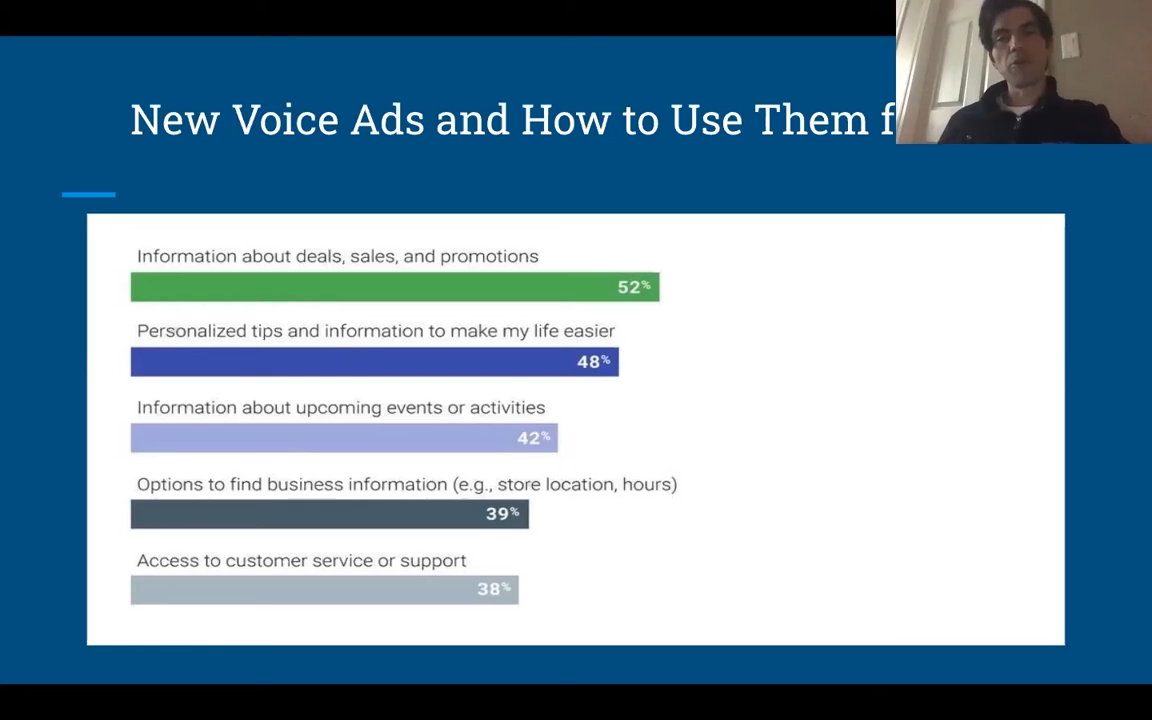 New Voice Ads and How to Use Them
Information about deals, sales, and promotions
52%
Personalized tips and information to make my life easier
48%
Information about upcoming events or activities
42%
Options to find business information (e.g., store location, hours)
39%
Access to customer service or support
38%